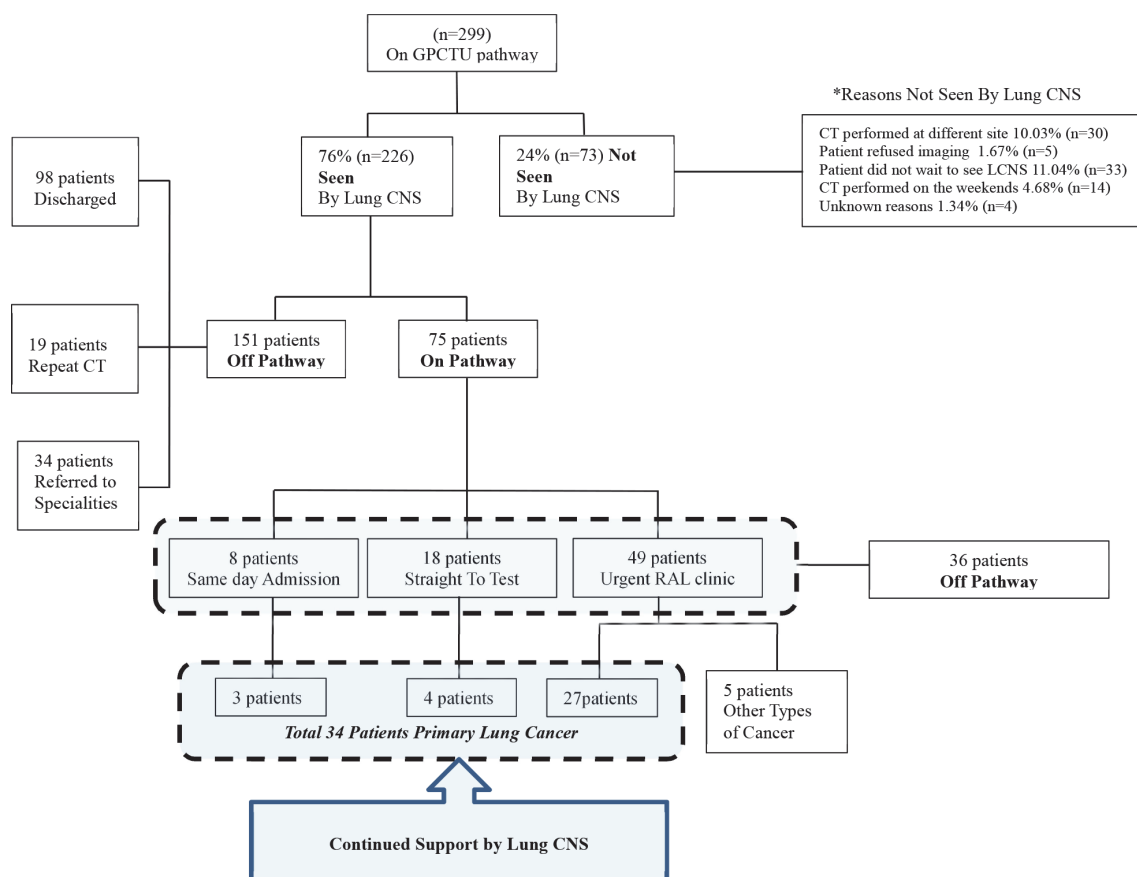 (n=299)
On GPCTU pathway
*Reasons Not Seen By Lung CNS
CT performed at different site 10.03% (n=30)
Patient refused imaging 1.67% (n=5)
Patient did not wait to see LCNS 11.04% (n=33)
CT performed on the weekends 4.68% (n=14)
Unknown reasons 1.34% (n=4)
76% (n=226)
Seen
By Lung CNS
24% (n=73) Not
Seen
By Lung CNS
98 patients
Discharged
19 patients
Repeat CT
34 patients
Referred to
Specialities
151 patients
Off Pathway
75 patients
On Pathway
8 patients
Same day Admission
18 patients
Straight To Test
49 patients
Urgent RAL clinic
36 patients
Off Pathway
3 patients
4 patients
27patients
5 patients
Other Types
of Cancer
Total 34 Patients Primary Lung Cancer
Continued Support by Lung CNS